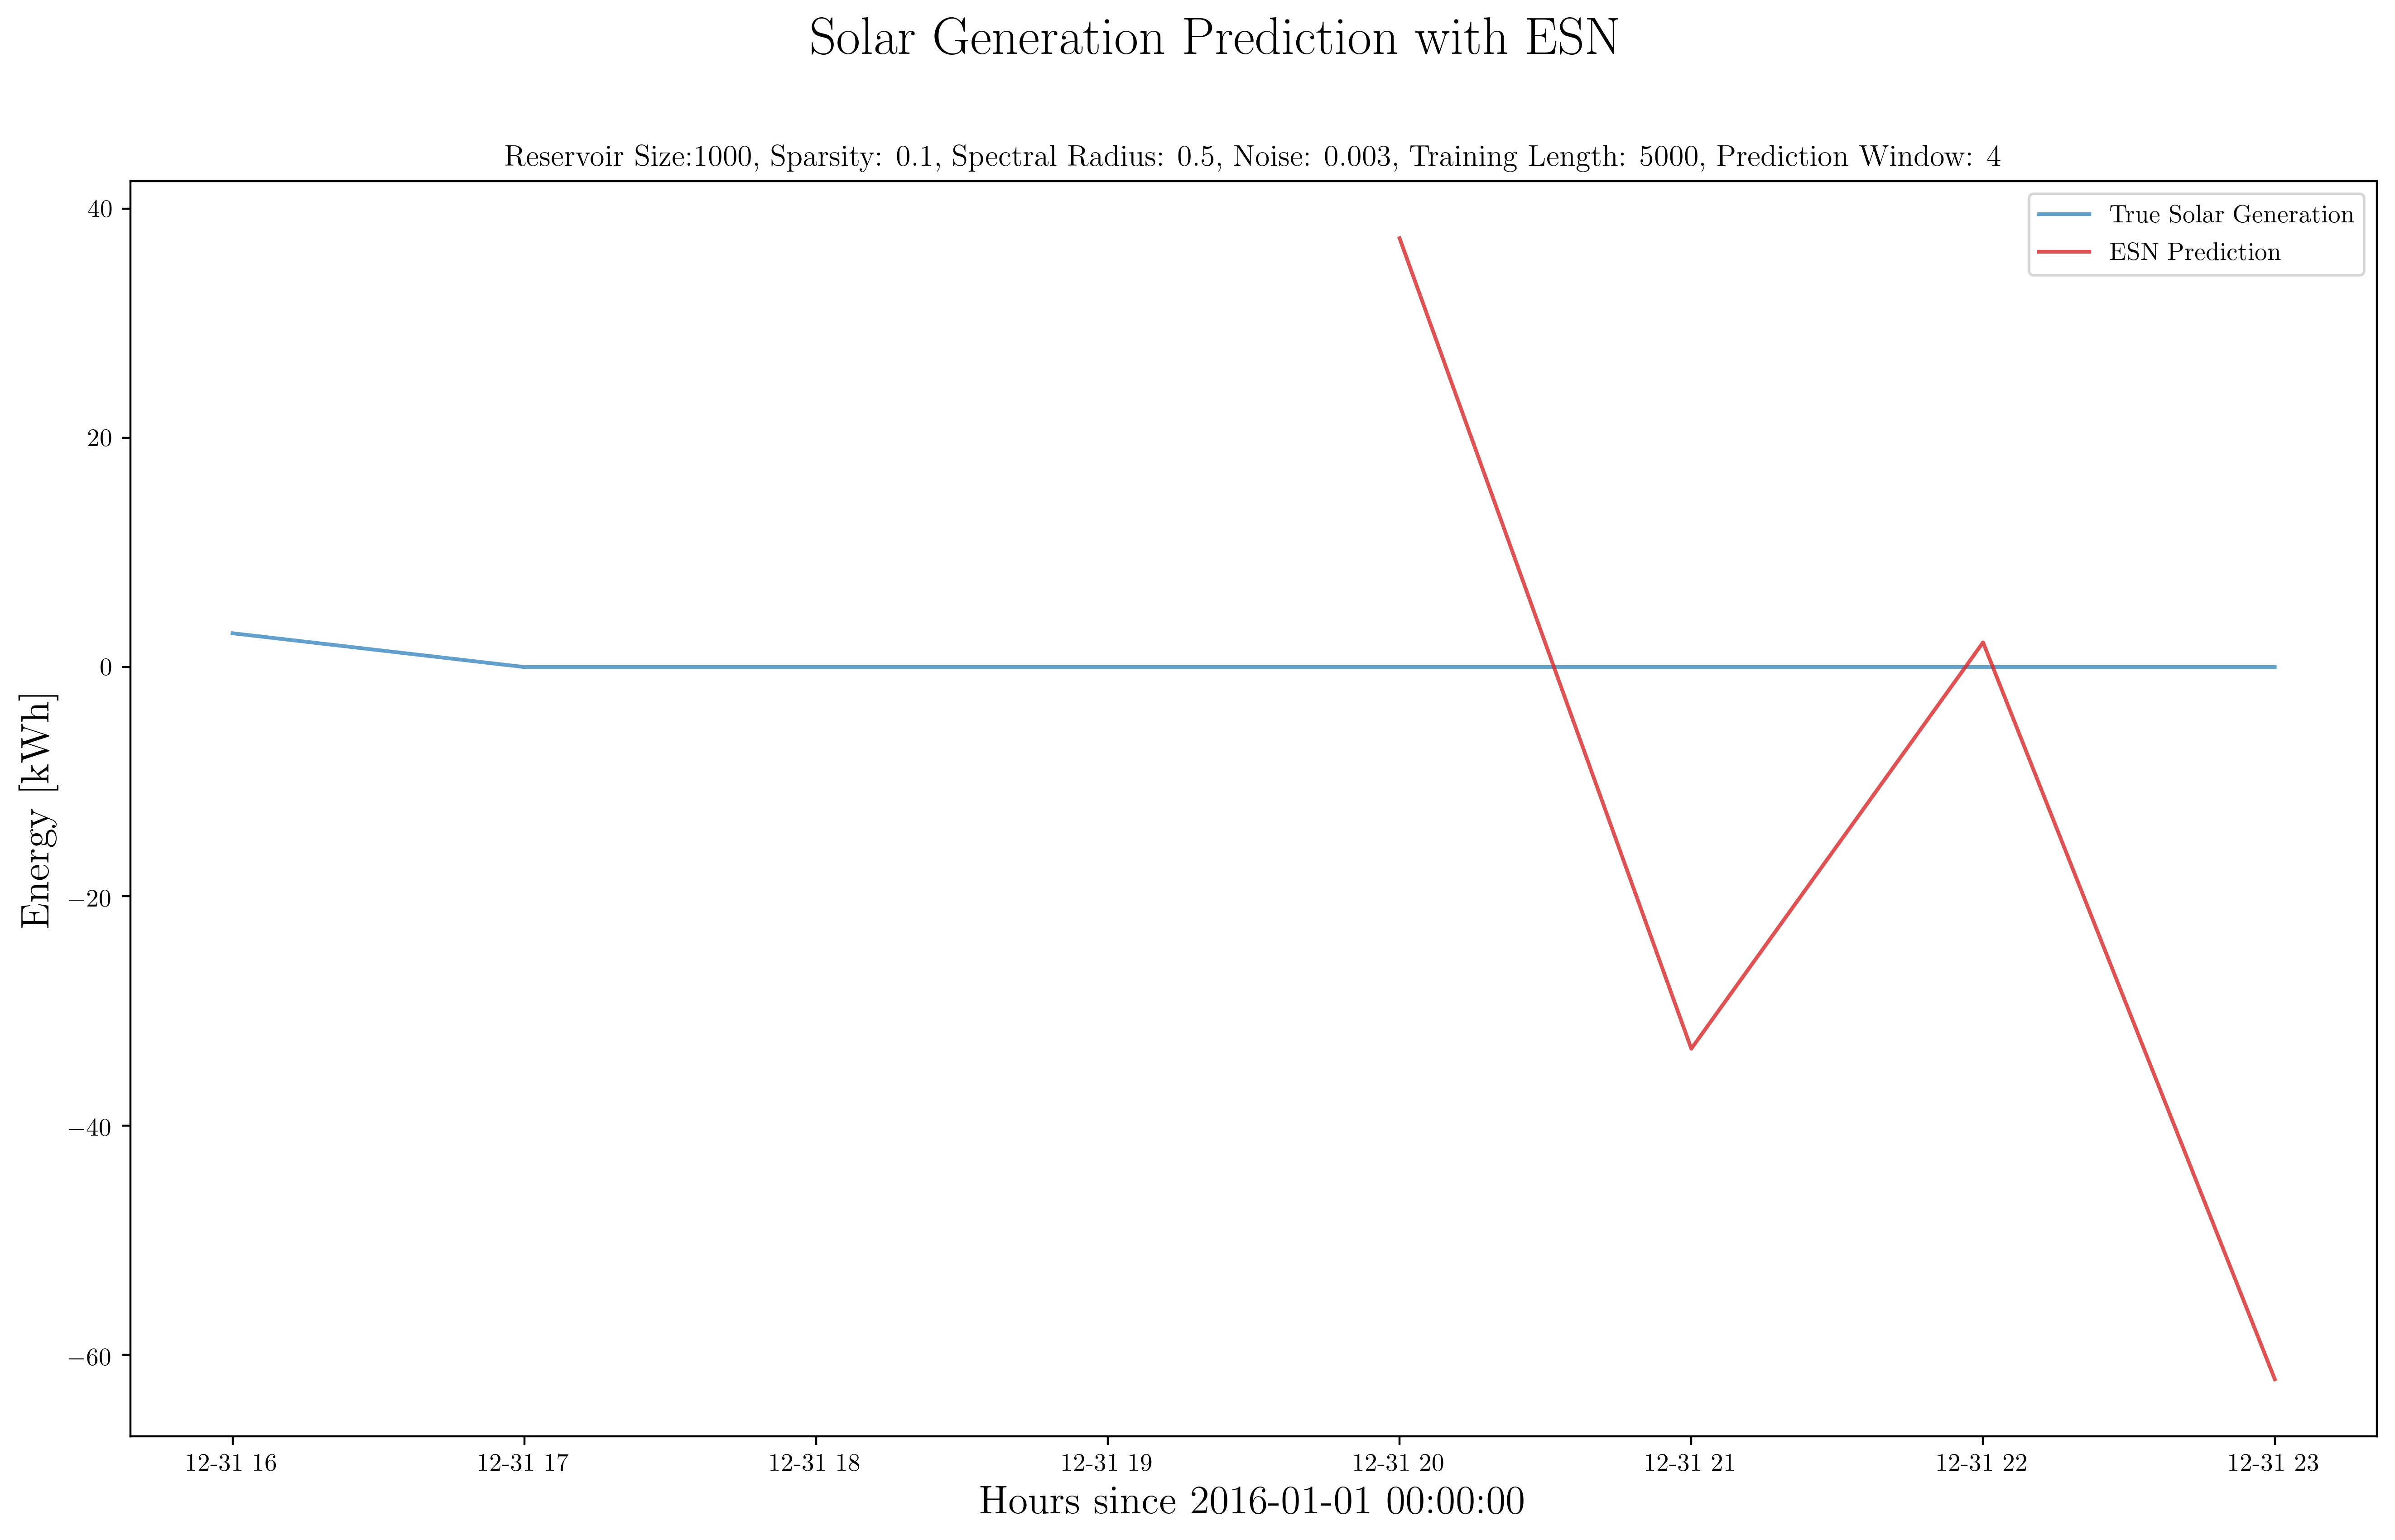 Solar Generation Prediction with ESN
Reservoir Size:1000, Sparsity: 0.1, Spectral Radius: 0.5, Noise: 0.003, Training Length: 5000, Prediction Window: 4
True Solar Generation
ESN Prediction
40
20
0
−20
−40
−60
Energy [kWh]
12-31 16
12-31 17
12-31 18
12-31 19
12-31 20
12-31 21
12-31 22
12-31 23
Hours since 2016-01-01 00:00:00